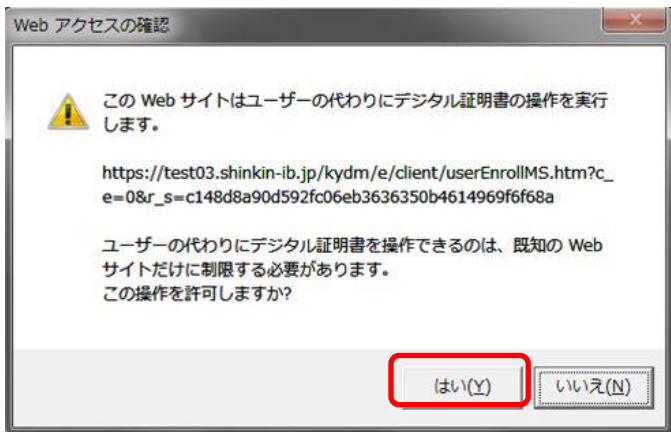 Web アクセスの確認
この Web サイトはユーザーの代わりにデジタル証明書の操作を実行
します。
https://test03.shinkin-ib.jp/kydm/e/client/userEnrollMS.htm?c_
e=0&r_s=c148d8a90d592fc06eb3636350b4614969f6f68a
ユーザーの代わりにデジタル証明書を操作できるのは、既知の Web
サイトだけに制限する必要があります。
この操作を許可しますか?
はい(Y)
いいえ(N)